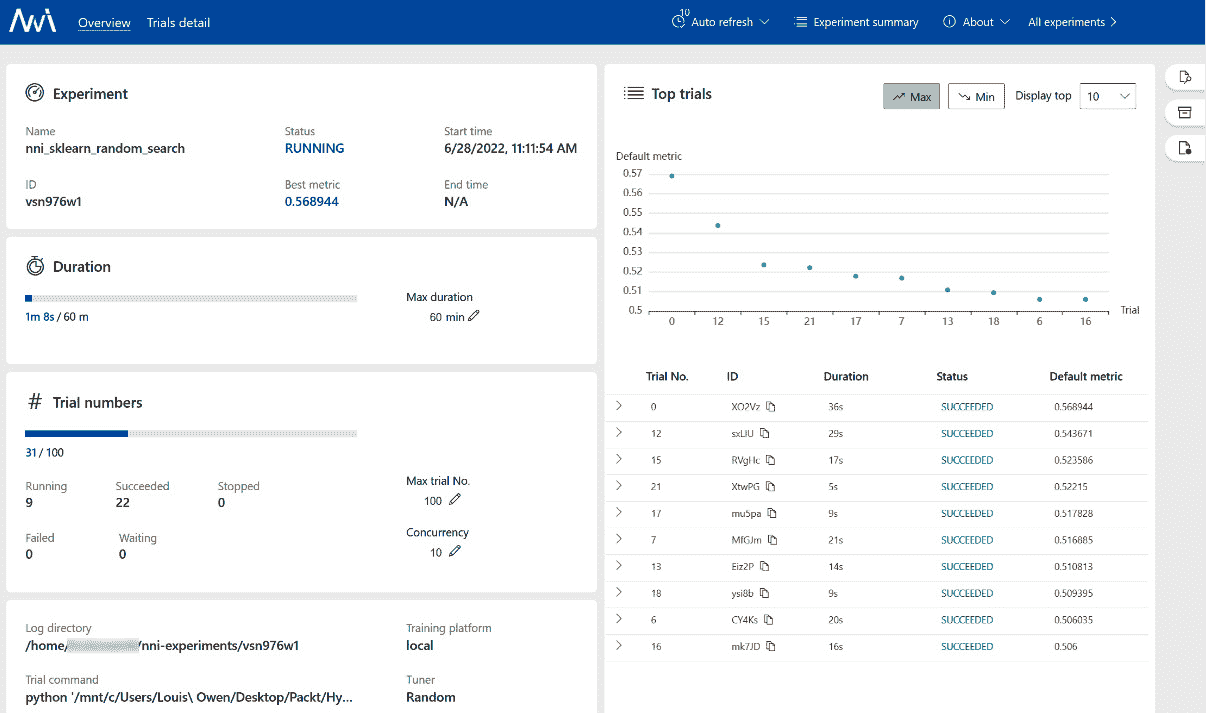 NNI Overview Trials detail 10 Auto refresh Experiment summary About All experiments
Experiment
Name Status Start time
nni_sklearn_random_search RUNNING 6/28/2022, 11:11:54 AM
ID Best metric End time
vsn976w1 0.568944 N/A
Duration
Max duration
1m 8s / 60 m 60 min
# Trial numbers
31 / 100
Running Succeeded Stopped Max trial No.
9 22 0 100
Failed Waiting Concurrency
0 0 10
Log directory Training platform
/home/ /nni-experiments/vsn976w1 local
Trial command Tuner
python '/mnt/c/Users/Louis\ Owen/Desktop/Packt/Hy... Random
Top trials Max Min Display top 10
Default metric
0.57
0.56
0.55
0.54
0.53
0.52
0.51
0.5
0 12 15 21 17 7 13 18 6 16 Trial
Trial No. ID Duration Status Default metric
0 XO2Vz 36s SUCCEEDED 0.568944
12 29s SUCCEEDED 0.543671
15 RVgHc 17s SUCCEEDED 0.523586
21 XtwPG 5s SUCCEEDED 0.52215
17 mu5pa 9s SUCCEEDED 0.517828
7 MfGJm 21s SUCCEEDED 0.516885
13 Eiz2P 14s SUCCEEDED 0.510813
18 ysi8b 9s SUCCEEDED 0.509395
6 CY4Ks 20s SUCCEEDED 0.506035
16 mk7JD 16s SUCCEEDED 0.506